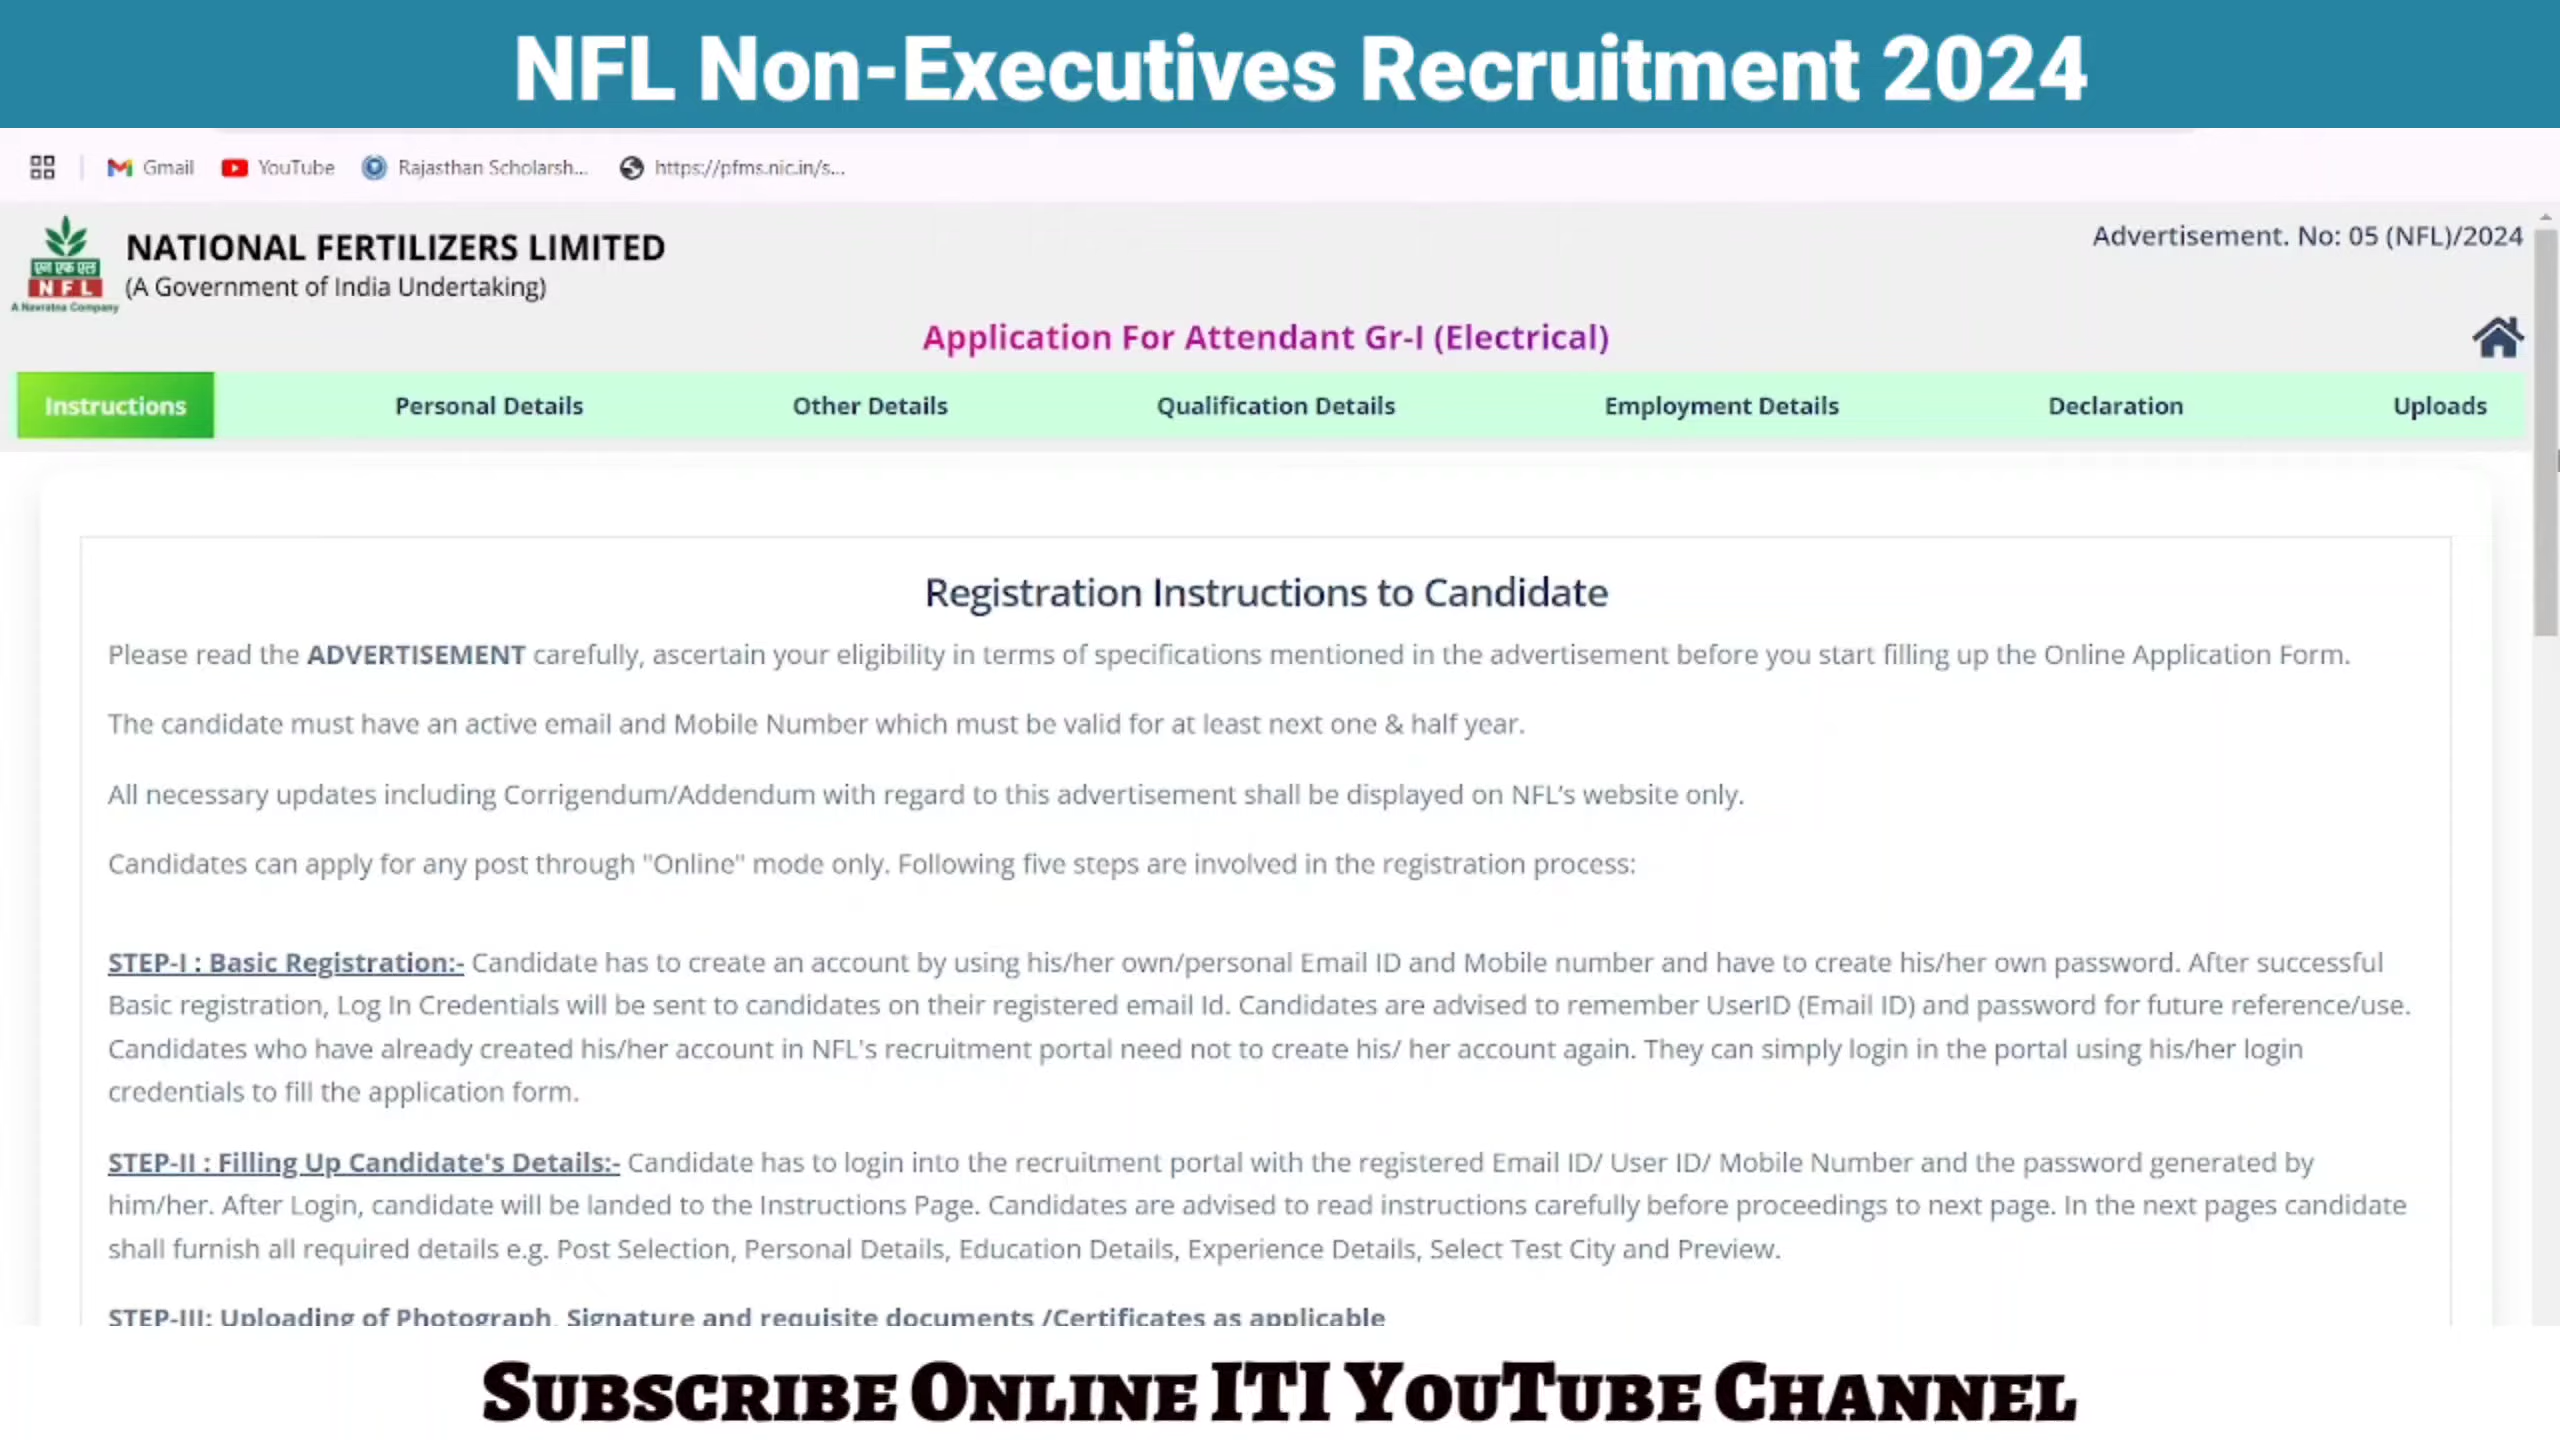 NFL Non-Executives Recruitment 2024
Gmail YouTube Rajasthan Scholarsh... https://pfms.nic.in/s...
एन एफ एल
NFL
A Navratna Company
NATIONAL FERTILIZERS LIMITED
(A Government of India Undertaking)
Advertisement. No: 05 (NFL)/2024
Application For Attendant Gr-I (Electrical)
Instructions Personal Details Other Details Qualification Details Employment Details Declaration Uploads
Registration Instructions to Candidate
Please read the ADVERTISEMENT carefully, ascertain your eligibility in terms of specifications mentioned in the advertisement before you start filling up the Online Application Form.
The candidate must have an active email and Mobile Number which must be valid for at least next one & half year.
All necessary updates including Corrigendum/Addendum with regard to this advertisement shall be displayed on NFL’s website only.
Candidates can apply for any post through "Online" mode only. Following five steps are involved in the registration process:
STEP-I : Basic Registration:- Candidate has to create an account by using his/her own/personal Email ID and Mobile number and have to create his/her own password. After successful
Basic registration, Log In Credentials will be sent to candidates on their registered email Id. Candidates are advised to remember UserID (Email ID) and password for future reference/use.
Candidates who have already created his/her account in NFL's recruitment portal need not to create his/ her account again. They can simply login in the portal using his/her login
credentials to fill the application form.
STEP-II : Filling Up Candidate's Details:- Candidate has to login into the recruitment portal with the registered Email ID/ User ID/ Mobile Number and the password generated by
him/her. After Login, candidate will be landed to the Instructions Page. Candidates are advised to read instructions carefully before proceedings to next page. In the next pages candidate
shall furnish all required details e.g. Post Selection, Personal Details, Education Details, Experience Details, Select Test City and Preview.
STEP-III: Uploading of Photograph, Signature and requisite documents /Certificates as applicable
SUBSCRIBE ONLINE ITI YOUTUBE CHANNEL